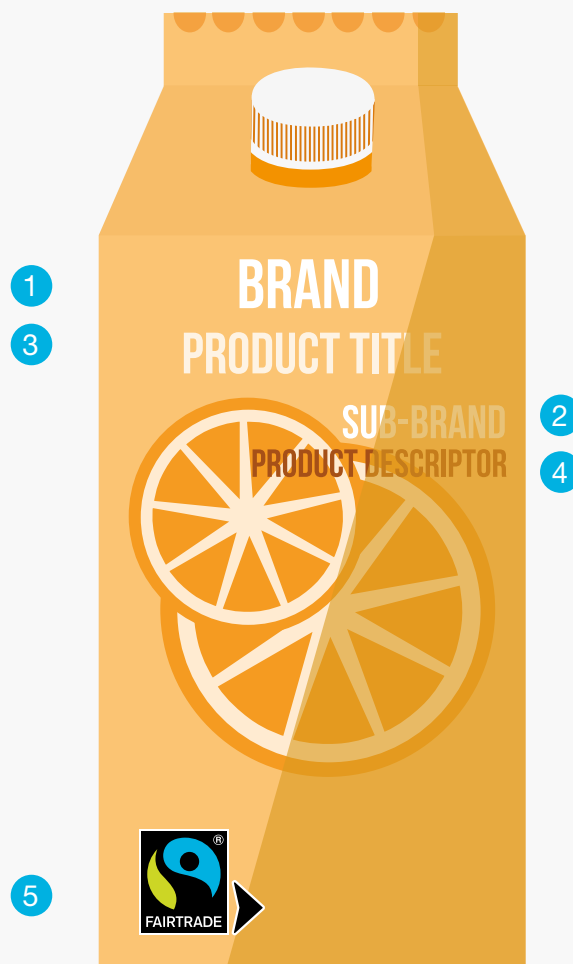 1
BRAND
3
PRODUCT TITLE
SUB-BRAND
2
PRODUCT DESCRIPTOR
4
®
FAIRTRADE
5